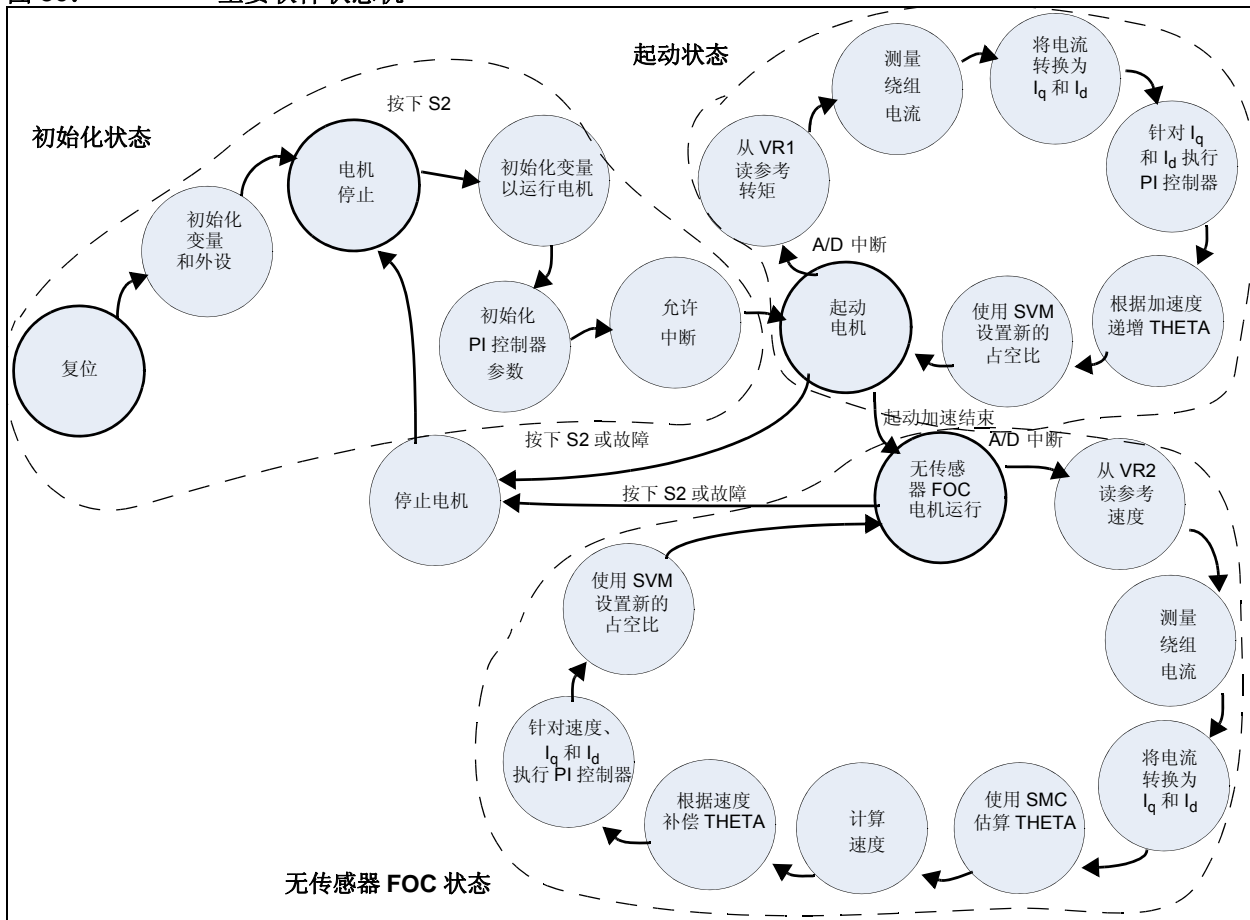 初始化状态
复位
初始化
变量
和外设
电机
停止
按下 S2
初始化变量
以运行电机
初始化
PI 控制器
参数
允许
中断
起动状态
起动
电机
A/D 中断
从 VR1
读参考
转矩
测量
绕组
电流
将电流
转换为
Iq 和 Id
针对 Iq
和 Id 执行
PI 控制器
根据加速度
递增 THETA
使用 SVM
设置新的
占空比
按下 S2 或故障
起动加速结束
停止电机
按下 S2 或故障
无传感
器 FOC
电机运行
A/D 中断
从 VR2
读参考
速度
测量
绕组
电流
将电流
转换为
Iq 和 Id
使用 SMC
估算 THETA
计算
速度
根据速度
补偿 THETA
针对速度、
Iq 和 Id
执行 PI 控制器
使用 SVM
设置新的
占空比
无传感器 FOC 状态